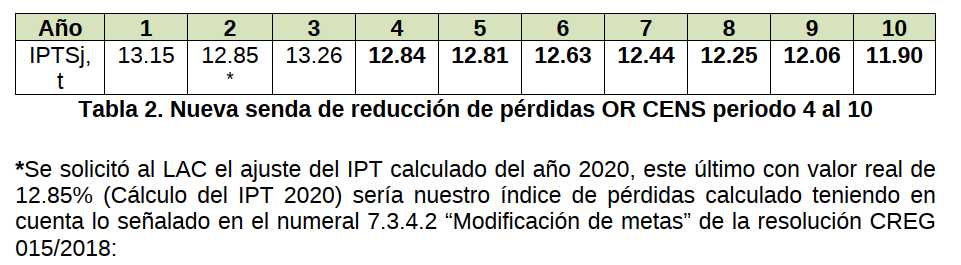 Año 1 2 3 4 5 6 7 8 9 10
IPTSj, 13.15 12.85 13.26 12.84 12.81 12.63 12.44 12.25 12.06 11.90
t *
Tabla 2. Nueva senda de reducción de pérdidas OR CENS periodo 4 al 10
*Se solicitó al LAC el ajuste del IPT calculado del año 2020, este último con valor real de
12.85% (Cálculo del IPT 2020) sería nuestro índice de pérdidas calculado teniendo en
cuenta lo señalado en el numeral 7.3.4.2 “Modificación de metas” de la resolución CREG
015/2018: